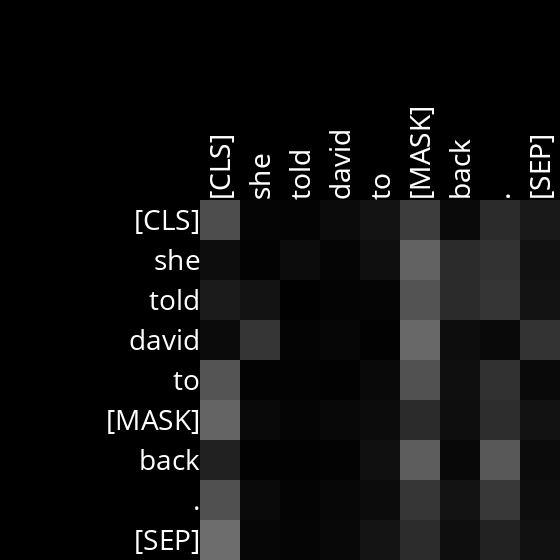 [CLS] she told david to [MASK] back . [SEP]
[CLS]
she
told
david
to
[MASK]
back
.
[SEP]